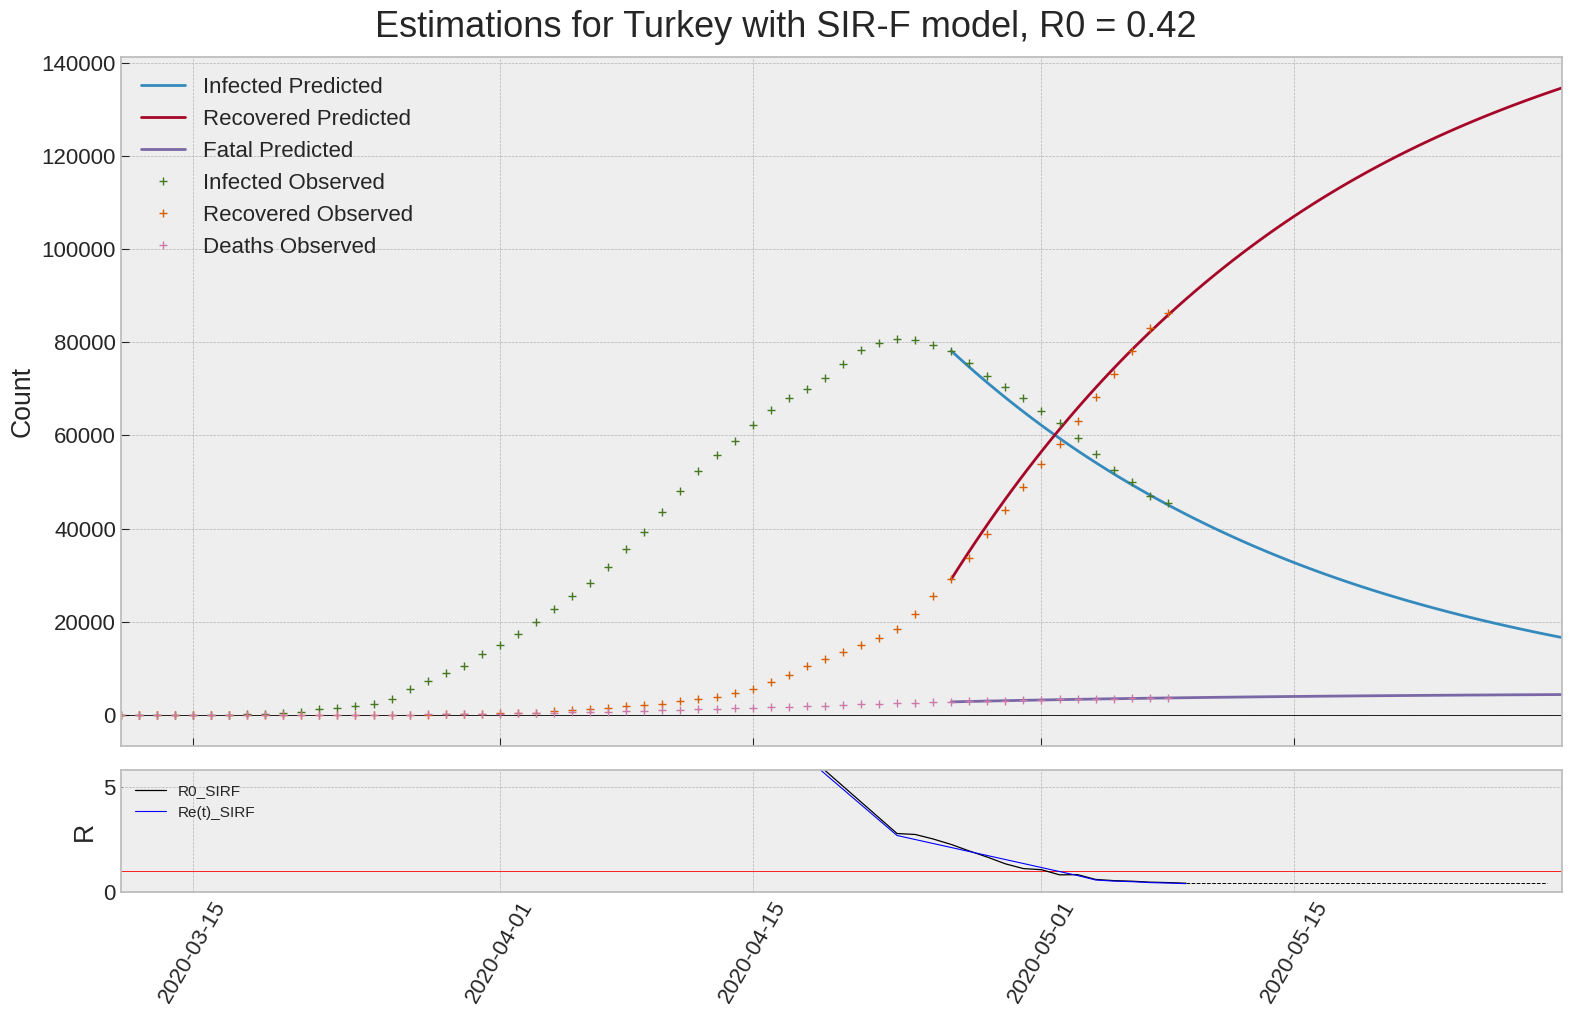 Estimations for Turkey with SIR-F model, R0 = 0.42
140000
120000
100000
80000
60000
40000
20000
0
Count
Infected Predicted
Recovered Predicted
Fatal Predicted
Infected Observed
Recovered Observed
Deaths Observed
5
0
R
R0_SIRF
Re(t)_SIRF
2020-03-15
2020-04-01
2020-04-15
2020-05-01
2020-05-15